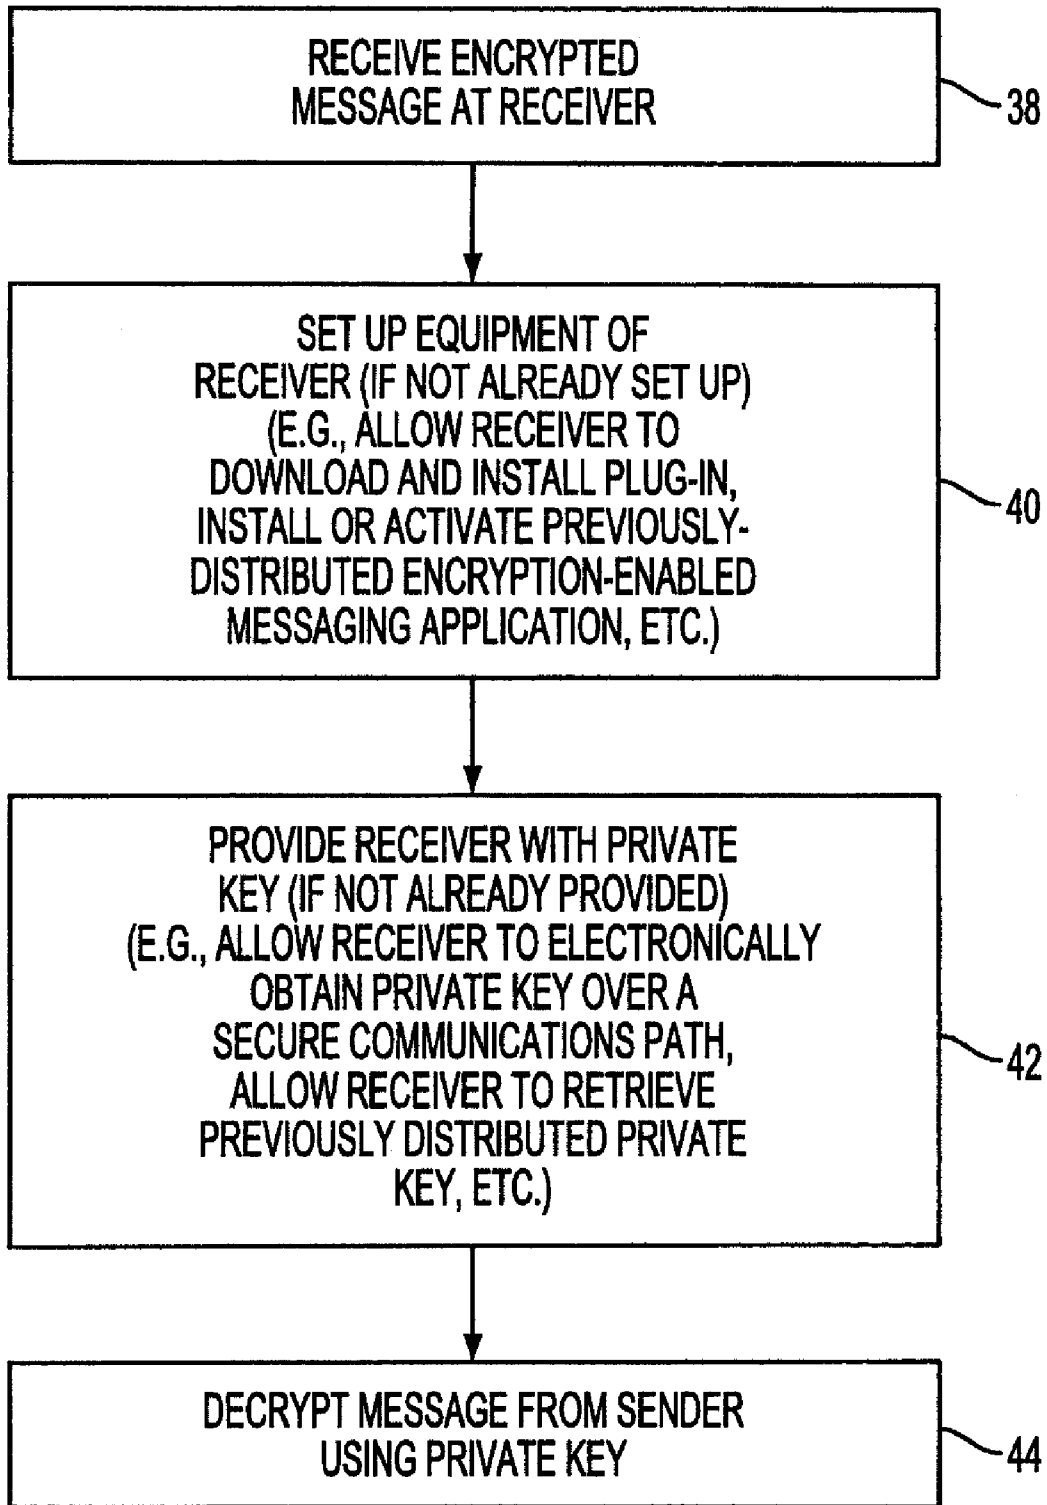 RECEIVE ENCRYPTED
MESSAGE AT RECEIVER
38
SET UP EQUIPMENT OF
RECEIVER (IF NOT ALREADY SET UP)
(E.G., ALLOW RECEIVER TO
DOWNLOAD AND INSTALL PLUG-IN,
INSTALL OR ACTIVATE PREVIOUSLY-
DISTRIBUTED ENCRYPTION-ENABLED
MESSAGING APPLICATION, ETC.)
40
PROVIDE RECEIVER WITH PRIVATE
KEY (IF NOT ALREADY PROVIDED)
(E.G., ALLOW RECEIVER TO ELECTRONICALLY
OBTAIN PRIVATE KEY OVER A
SECURE COMMUNICATIONS PATH,
ALLOW RECEIVER TO RETRIEVE
PREVIOUSLY DISTRIBUTED PRIVATE
KEY, ETC.)
42
DECRYPT MESSAGE FROM SENDER
USING PRIVATE KEY
44